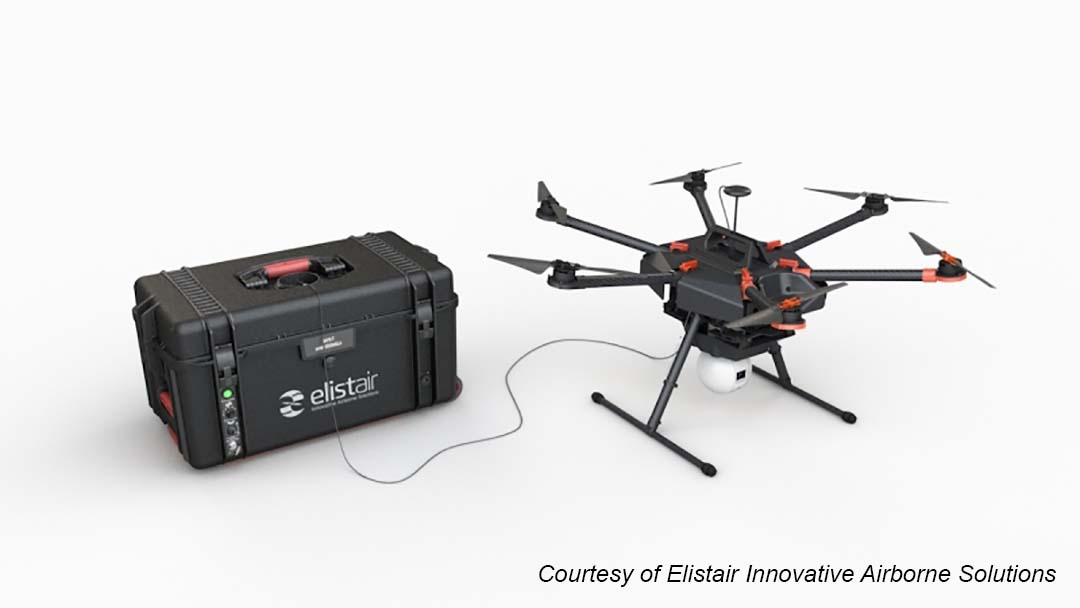 elistair
Innovative Airborne Solutions
Courtesy of Elistair Innovative Airborne Solutions